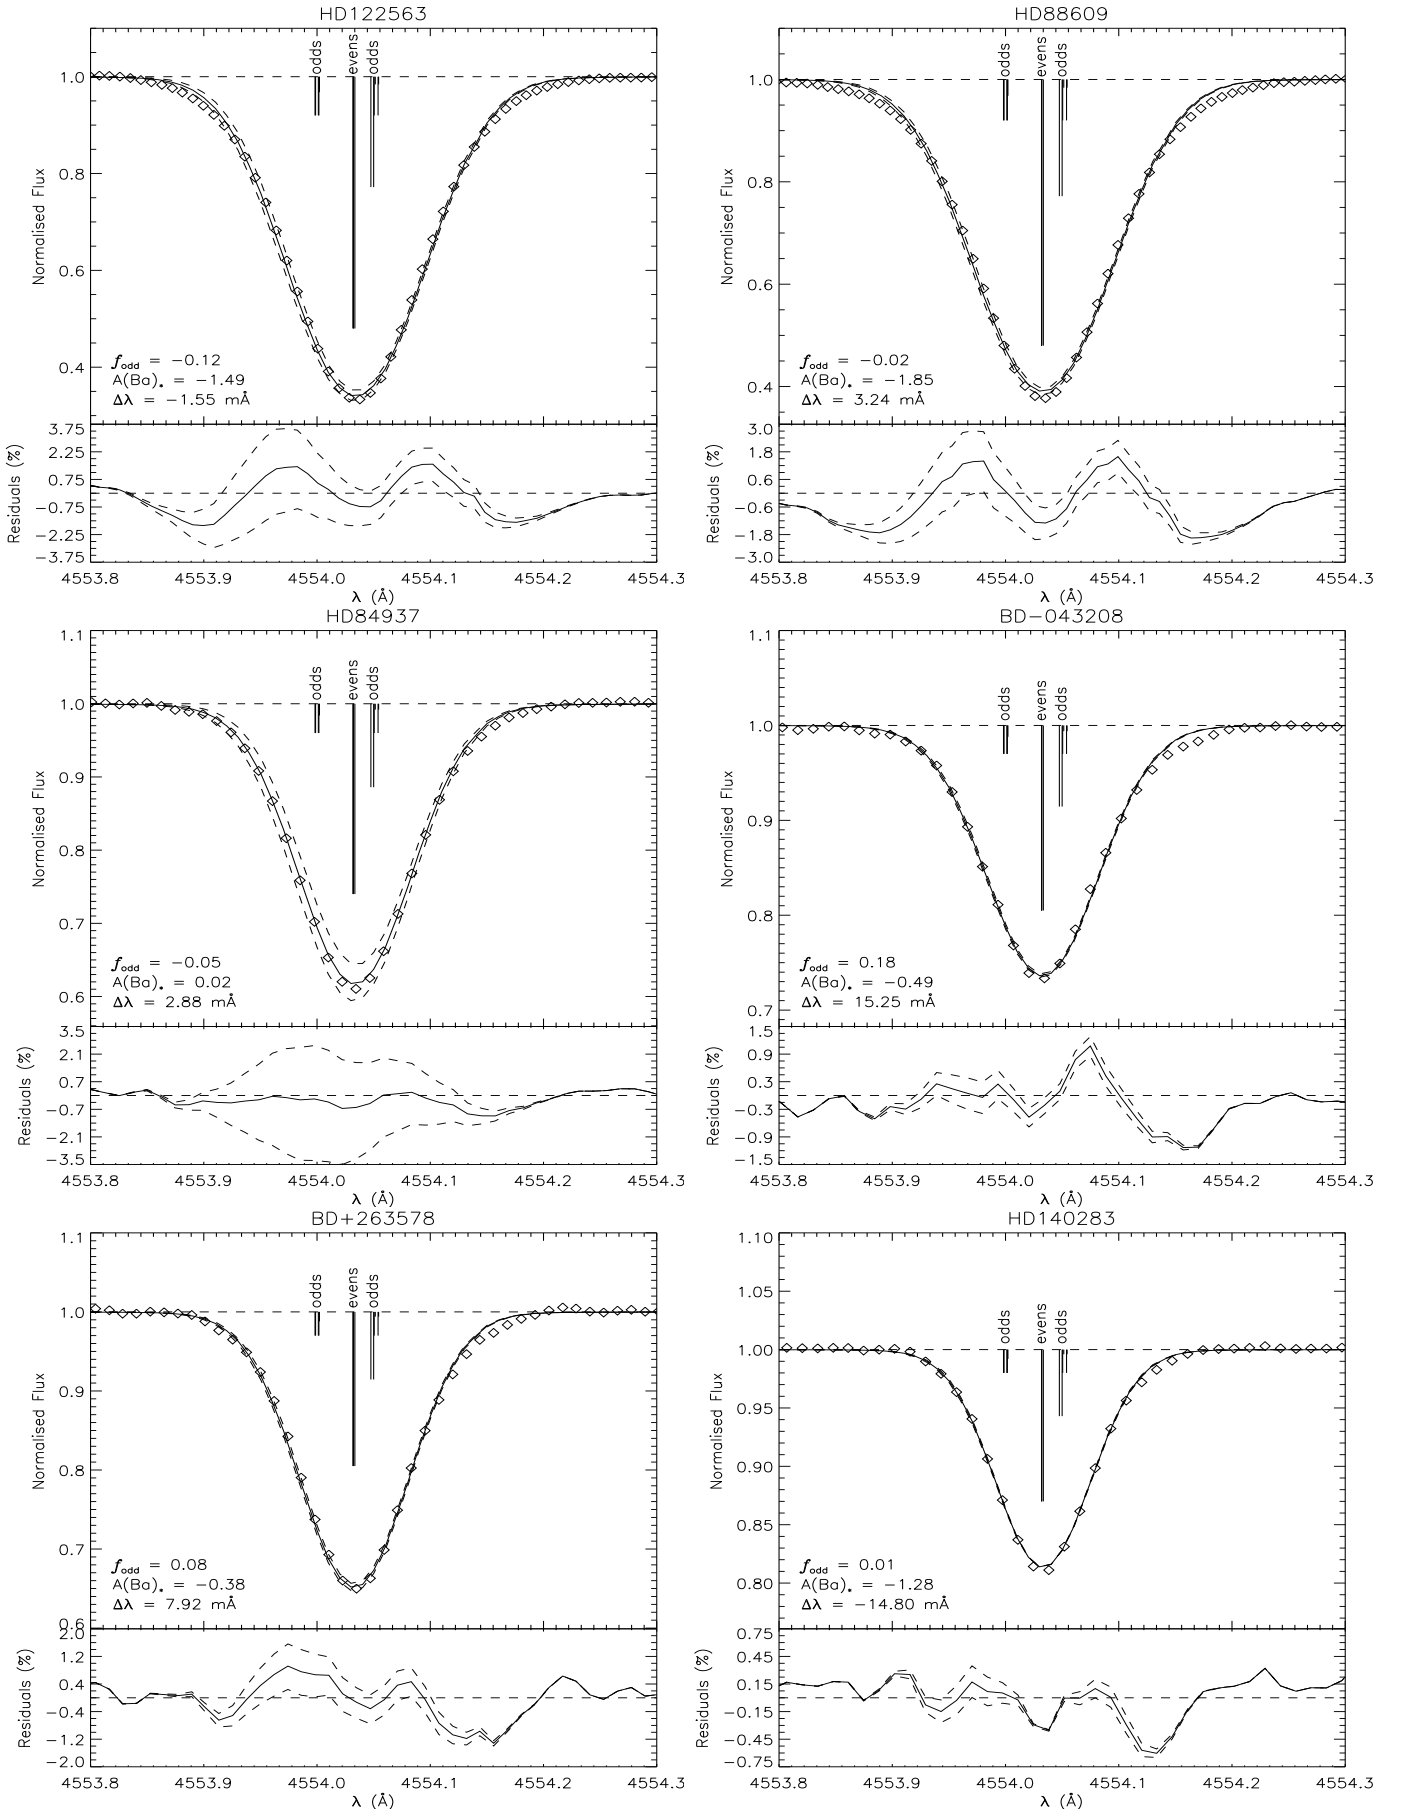 HD122563
odds
evens
odds
1.0
0.8
0.6
0.4
Normalised Flux
fodd = −0.12
A(Ba)* = −1.49
Δλ = −1.55 mÅ
3.75
2.25
0.75
−0.75
−2.25
−3.75
Residuals (%)
4553.8 4553.9 4554.0 4554.1 4554.2 4554.3
λ (Å)
HD88609
odds
evens
odds
1.0
0.8
0.6
0.4
Normalised Flux
fodd = −0.02
A(Ba)* = −1.85
Δλ = 3.24 mÅ
3.0
1.8
0.6
−0.6
−1.8
−3.0
Residuals (%)
4553.8 4553.9 4554.0 4554.1 4554.2 4554.3
λ (Å)
HD84937
1.1
odds
evens
odds
1.0
0.9
0.8
0.7
0.6
Normalised Flux
fodd = −0.05
A(Ba)* = 0.02
Δλ = 2.88 mÅ
3.5
2.1
0.7
−0.7
−2.1
−3.5
Residuals (%)
4553.8 4553.9 4554.0 4554.1 4554.2 4554.3
λ (Å)
BD−043208
1.1
odds
evens
odds
1.0
0.9
0.8
0.7
Normalised Flux
fodd = 0.18
A(Ba)* = −0.49
Δλ = 15.25 mÅ
1.5
0.9
0.3
−0.3
−0.9
−1.5
Residuals (%)
4553.8 4553.9 4554.0 4554.1 4554.2 4554.3
λ (Å)
BD+263578
1.1
odds
evens
odds
1.0
0.9
0.8
0.7
0.6
Normalised Flux
fodd = 0.08
A(Ba)* = −0.38
Δλ = 7.92 mÅ
2.0
1.2
0.4
−0.4
−1.2
−2.0
Residuals (%)
4553.8 4553.9 4554.0 4554.1 4554.2 4554.3
λ (Å)
HD140283
1.10
1.05
odds
evens
odds
1.00
0.95
0.90
0.85
0.80
Normalised Flux
fodd = 0.01
A(Ba)* = −1.28
Δλ = −14.80 mÅ
0.75
0.45
0.15
−0.15
−0.45
−0.75
Residuals (%)
4553.8 4553.9 4554.0 4554.1 4554.2 4554.3
λ (Å)